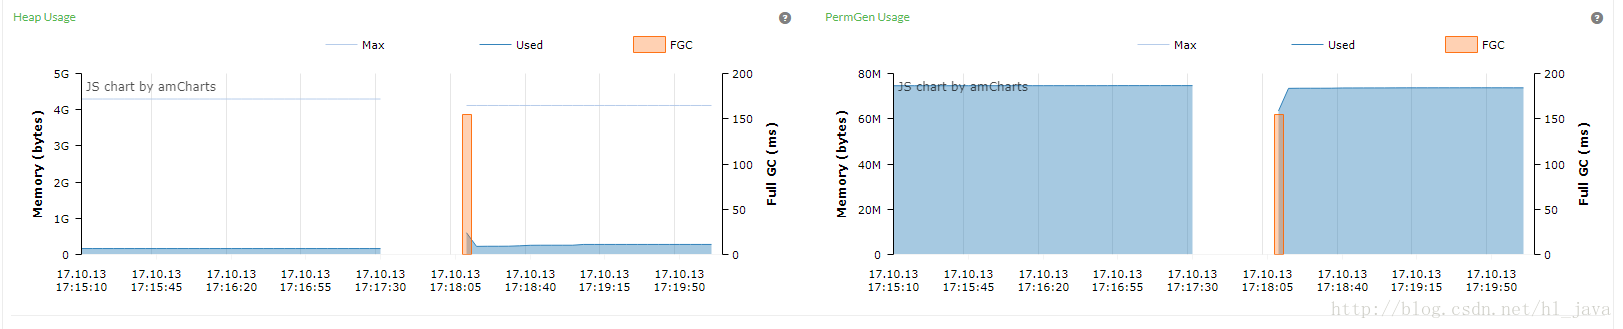 Heap Usage
Max Used FGC
JS chart by amCharts
5G
4G
3G
2G
1G
0
Memory (bytes)
200
150
100
50
0
Full GC (ms)
17.10.13 17.10.13 17.10.13 17.10.13 17.10.13 17.10.13 17.10.13 17.10.13 17.10.13
17:15:10 17:15:45 17:16:20 17:16:55 17:17:30 17:18:05 17:18:40 17:19:15 17:19:50
PermGen Usage
Max Used FGC
JS chart by amCharts
80M
60M
40M
20M
0
Memory (bytes)
200
150
100
50
0
Full GC (ms)
17.10.13 17.10.13 17.10.13 17.10.13 17.10.13 17.10.13 17.10.13 17.10.13 17.10.13
17:15:10 17:15:45 17:16:20 17:16:55 17:17:30 17:18:05 17:18:40 17:19:15 17:19:50
http://blog.csdn.net/hl_java